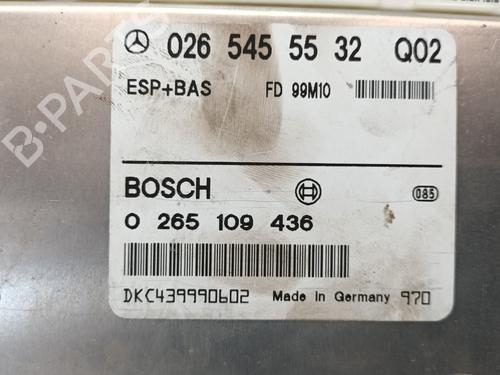 026 545 55 32 Q02
ESP+BAS FD 99M10
BOSCH 085
0 265 109 436
DKC439990602 Made in Germany 970
B-PARTS